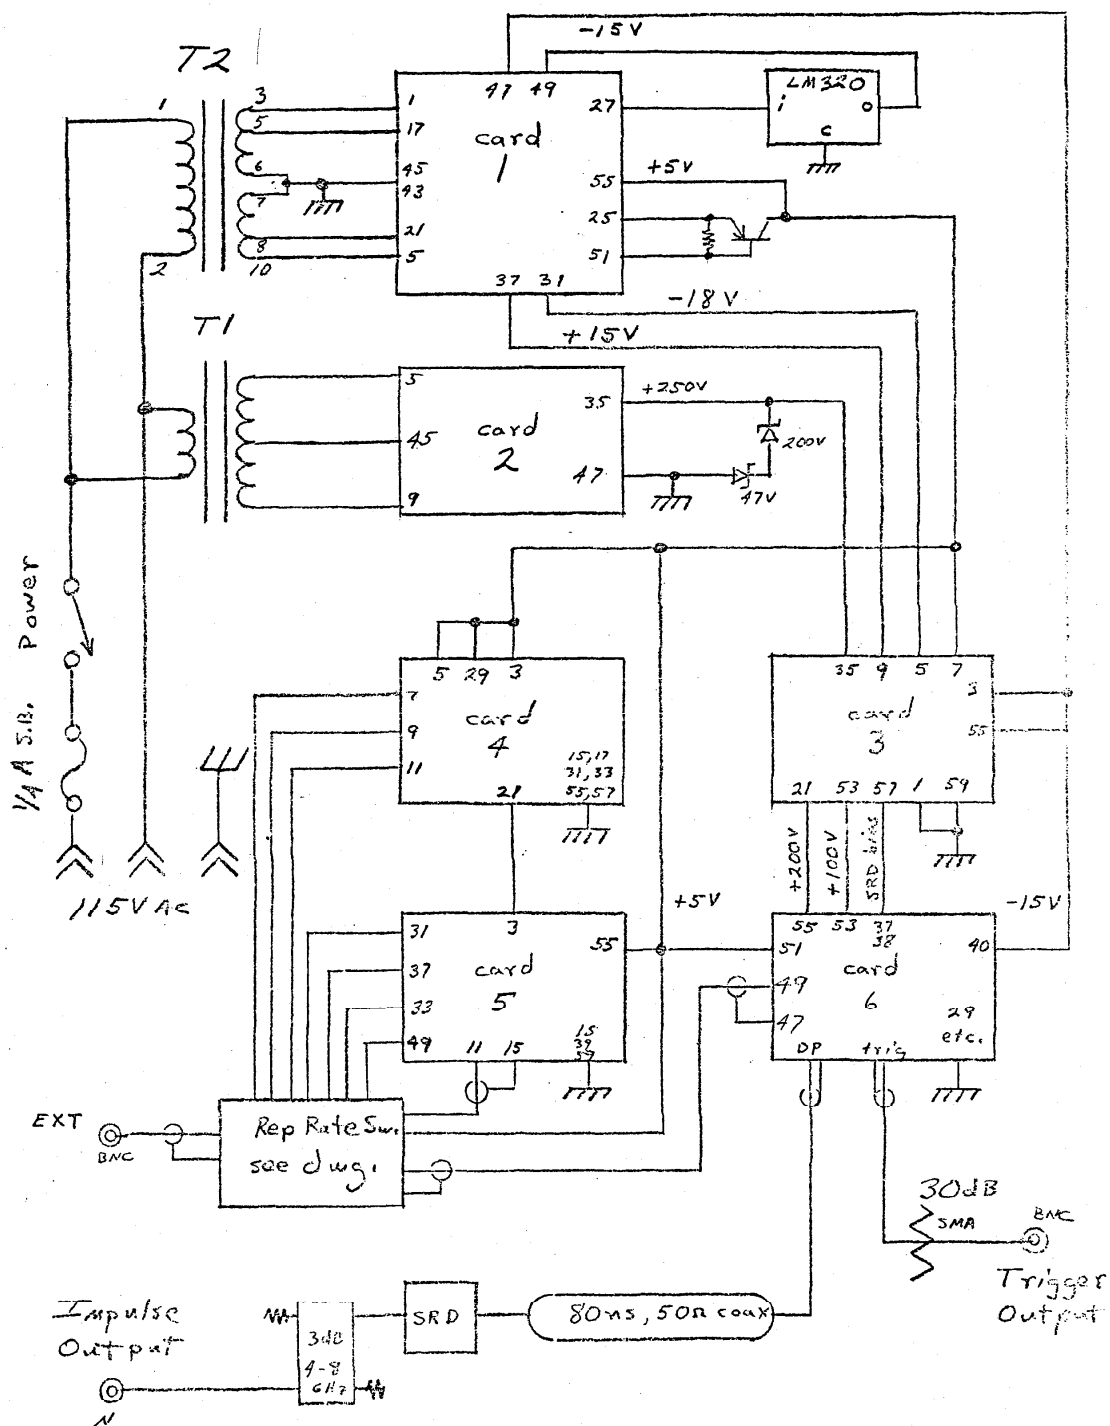 -15V
T2
1
3
5
6
7
8
10
2
47 49
1
17
45
43
21
5
card
1
27
55
25
51
37 31
LM320
i
o
c
+5V
-18V
+15V
T1
5
45
9
card
2
35
47
+250V
200V
47V
1/4 A S.B. Power
115V AC
5 29 3
7
9
11
card
4
15,17
31,33
55,57
21
35 9 5 7
3
55
card
3
21 53 57 1 59
+200V
+100V
SRD bias
-15V
+5V
3
31
37
33
49
55
card
5
11 15
15
39
55 53 37
38
51
49
47
40
card
6
29
etc.
DP trig
EXT
BNC
Rep Rate Sw.
see dwg.
30dB
SMA
BNC
Trigger
Output
Impulse
Output
N
3dB
4-8
GHz
SRD
80ns, 50Ω coax